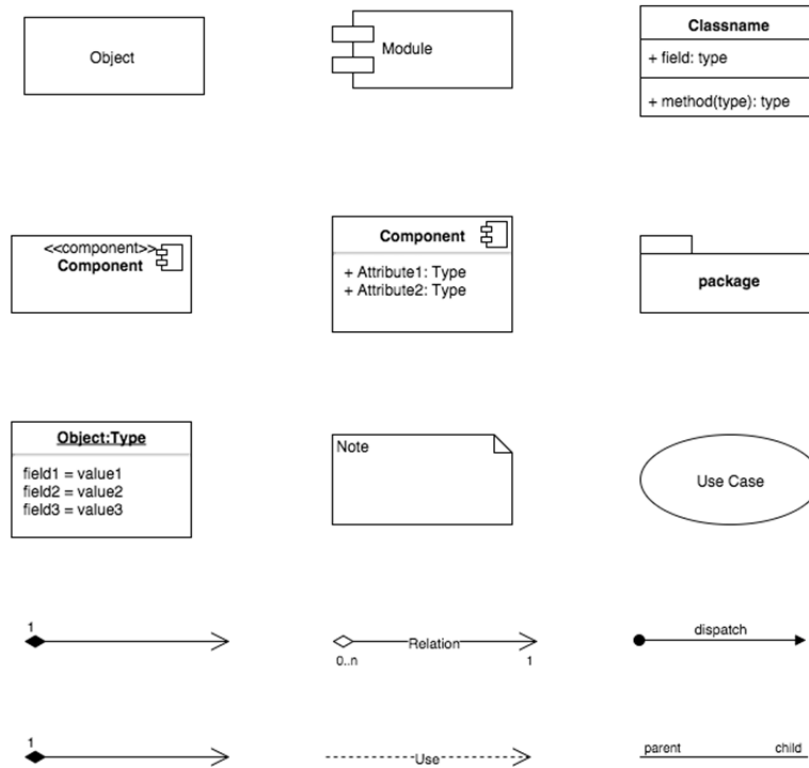 Object
Module
Classname
+ field: type
+ method(type): type
<<component>>
Component
Component
+ Attribute1: Type
+ Attribute2: Type
package
Object:Type
field1 = value1
field2 = value2
field3 = value3
Note
Use Case
1
Relation
0..n
1
dispatch
1
Use
parent
child